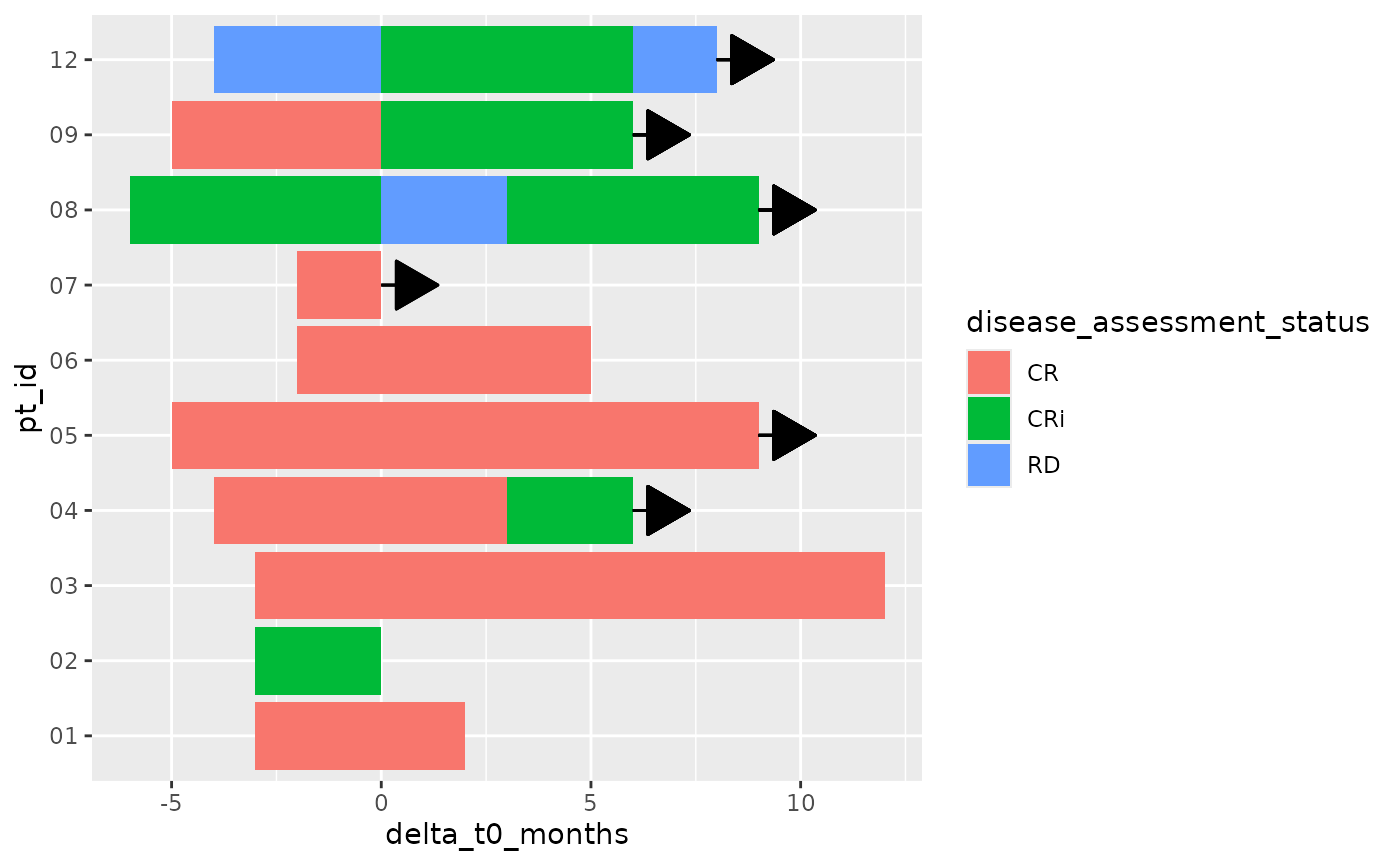 12
09
08
07
06
05
04
03
02
01
pt_id
-5 0 5 10
delta_t0_months
disease_assessment_status
CR
CRi
RD